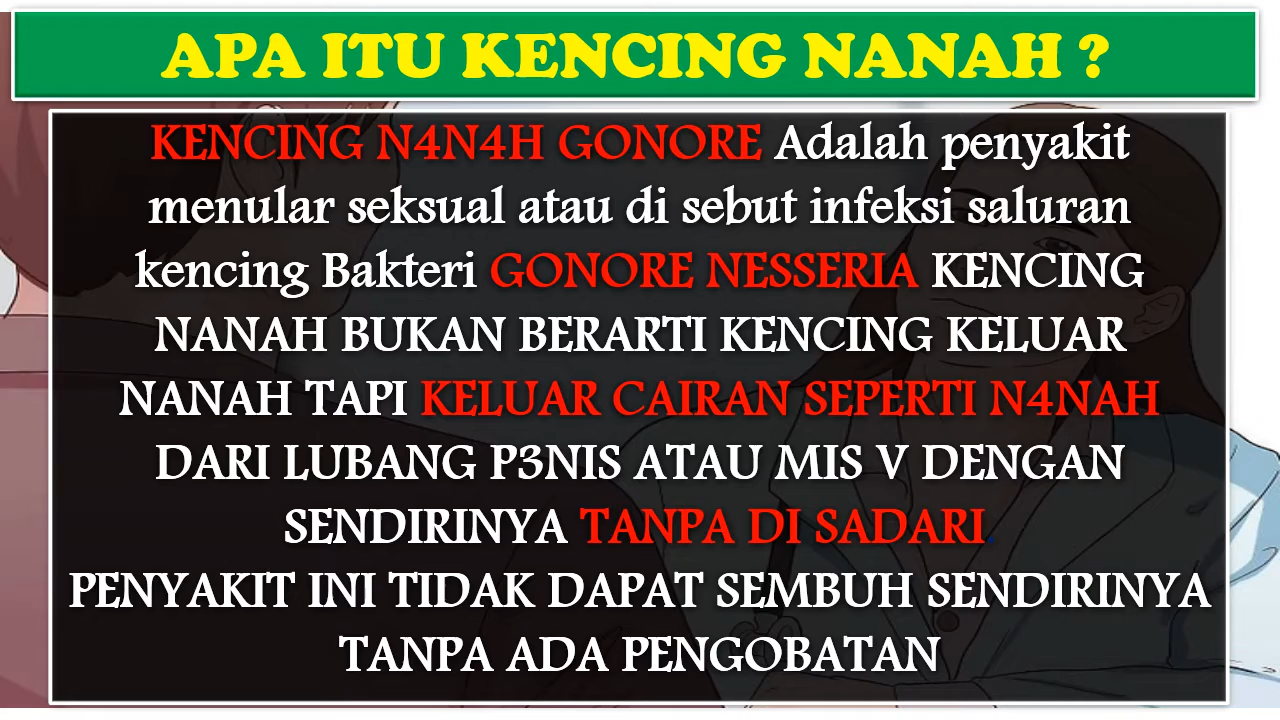 APA ITU KENCING NANAH ?
KENCING N4N4H GONORE Adalah penyakit
menular seksual atau di sebut infeksi saluran
kencing Bakteri GONORE NESSERIA KENCING
NANAH BUKAN BERARTI KENCING KELUAR
NANAH TAPI KELUAR CAIRAN SEPERTI N4NAH
DARI LUBANG P3NIS ATAU MIS V DENGAN
SENDIRINYA TANPA DI SADARI.
PENYAKIT INI TIDAK DAPAT SEMBUH SENDIRINYA
TANPA ADA PENGOBATAN